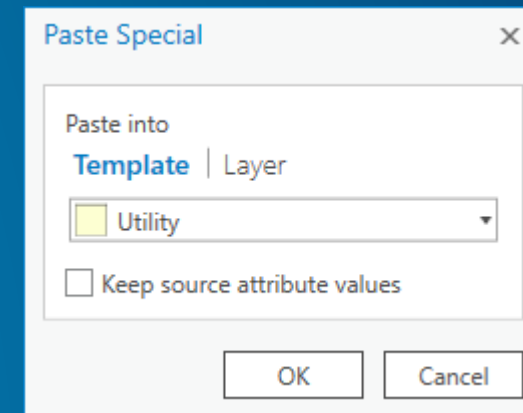 Paste Special
Paste into
Template | Layer
Utility
Keep source attribute values
OK Cancel